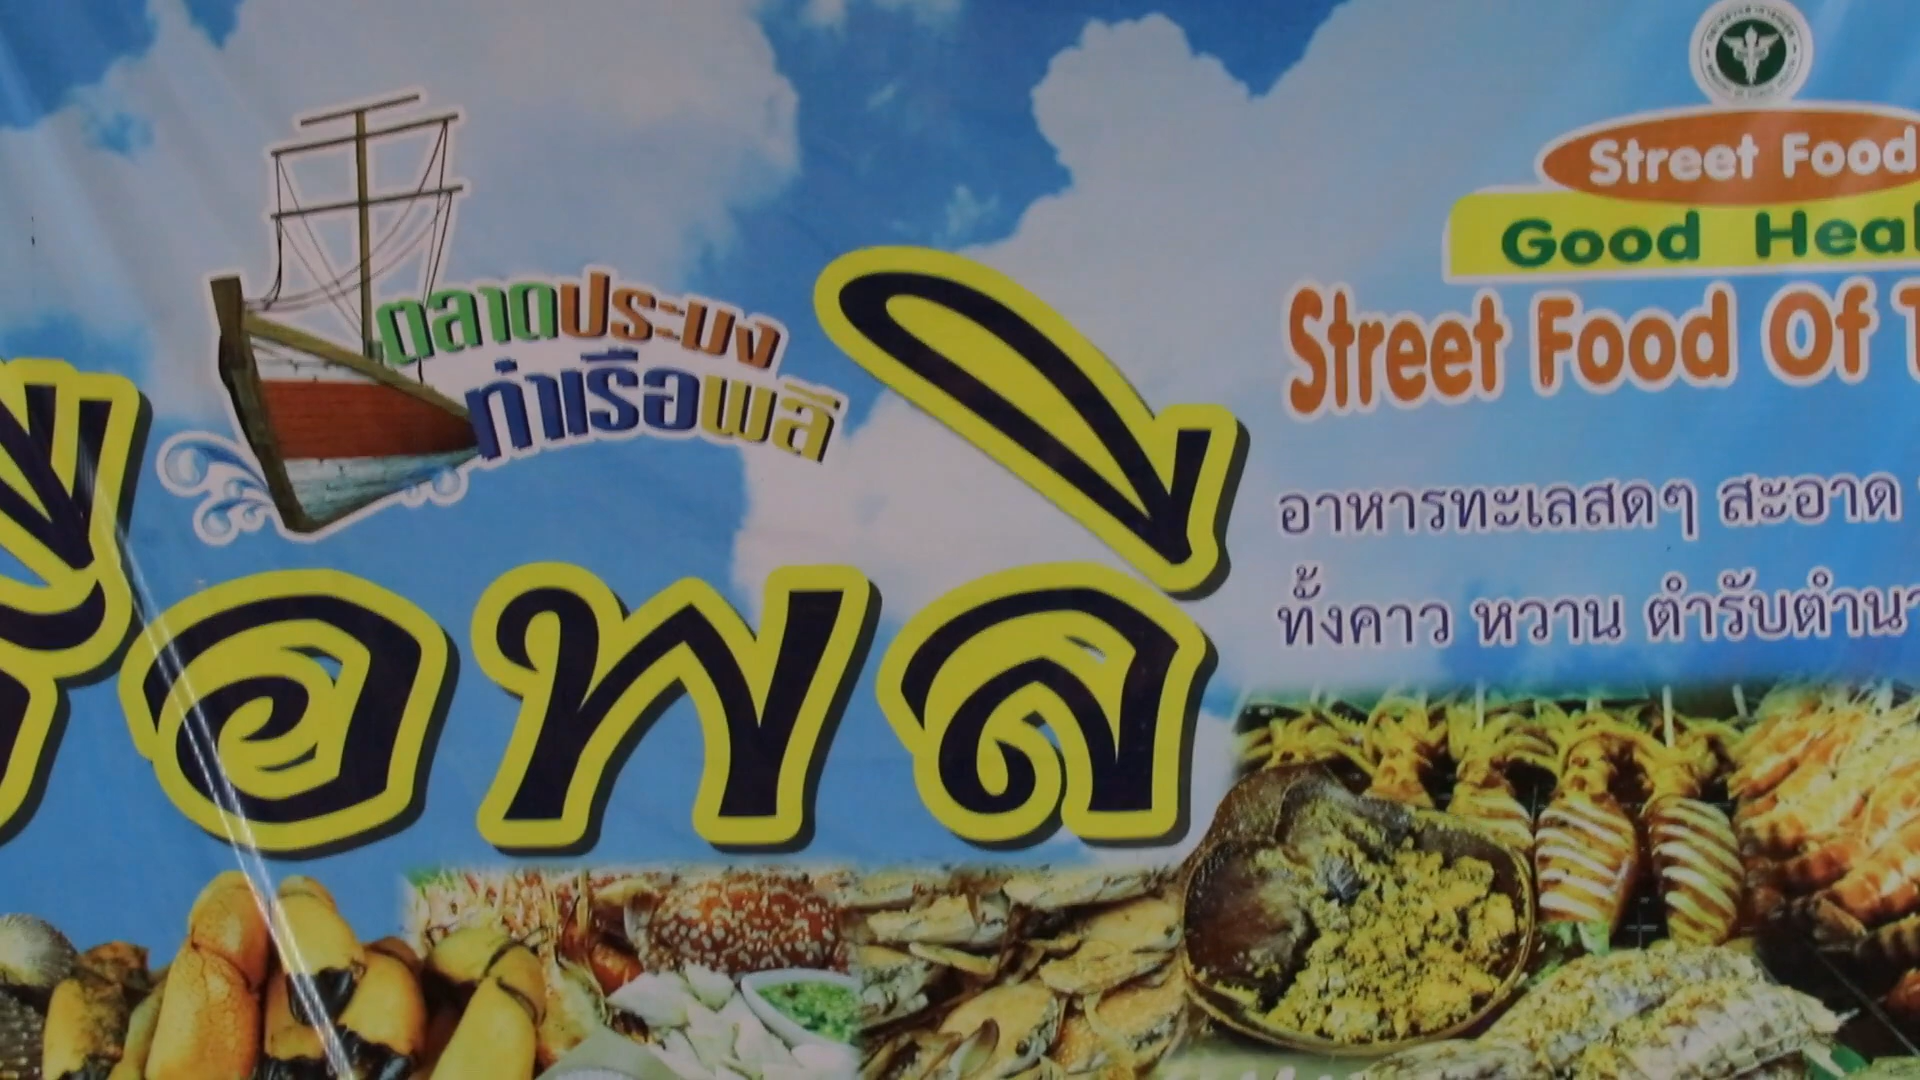 Street Food
Good Heal
Street Food Of T
ตลาดประมง
ท่าเรือพลี
รือพลี
อาหารทะเลสดๆ สะอาด
ทั้งคาว หวาน ตำรับตำนา